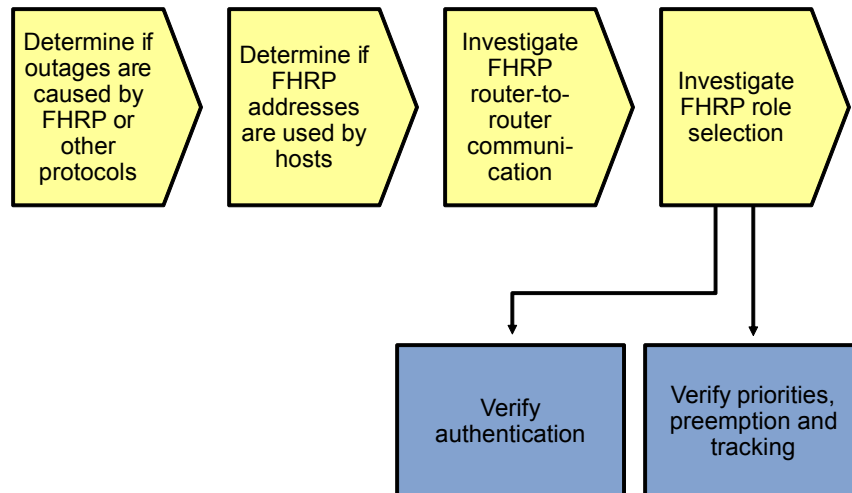 Determine if
outages are
caused by
FHRP or
other
protocols
Determine if
FHRP
addresses
are used by
hosts
Investigate
FHRP
router-to-
router
communi-
cation
Investigate
FHRP role
selection
Verify
authentication
Verify priorities,
preemption and
tracking